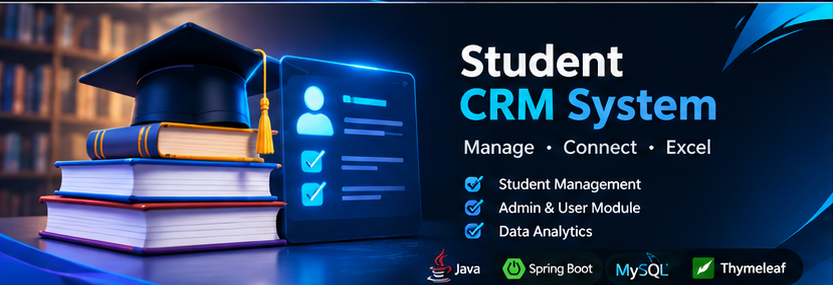 Student
CRM System
Manage • Connect • Excel
Student Management
Admin & User Module
Data Analytics
Java Spring Boot MySQL Thymeleaf